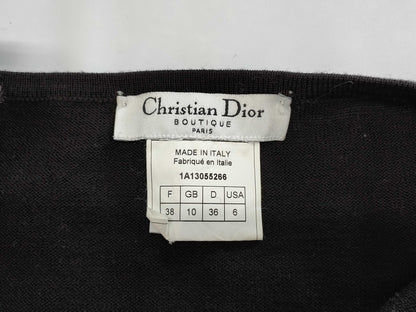 Christian Dior
BOUTIQUE
PARIS
MADE IN ITALY
Fabriqué en Italie
1A13055266
F GB D USA
38 10 36 6